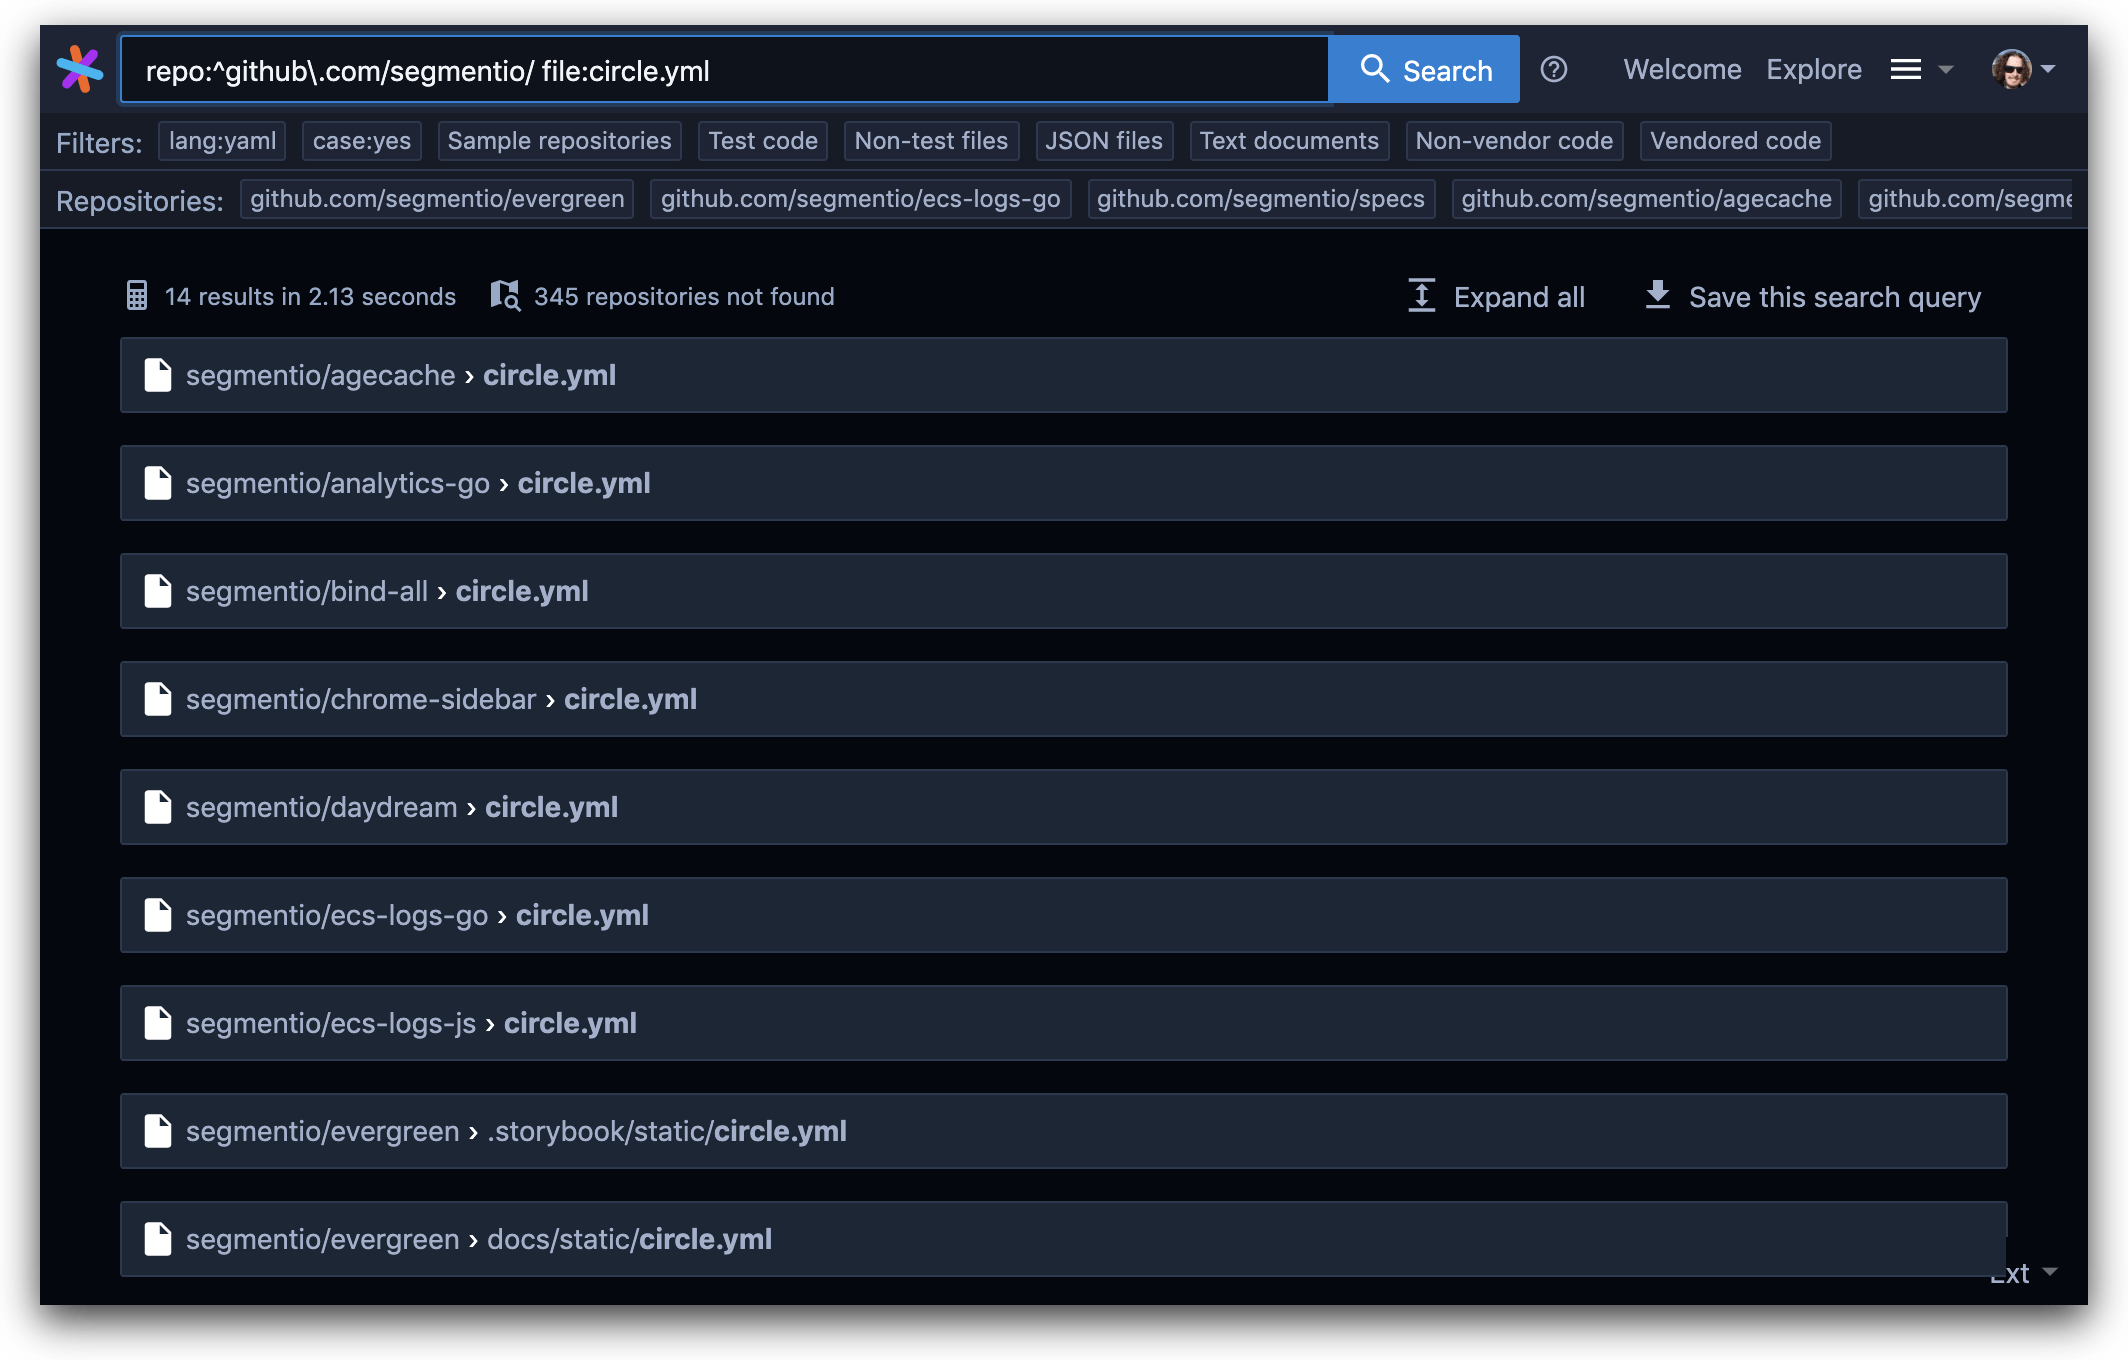 repo:^github\.com/segmentio/ file:circle.yml Search Welcome Explore
Filters: lang:yaml case:yes Sample repositories Test code Non-test files JSON files Text documents Non-vendor code Vendored code
Repositories: github.com/segmentio/evergreen github.com/segmentio/ecs-logs-go github.com/segmentio/specs github.com/segmentio/agecache github.com/segme
14 results in 2.13 seconds 345 repositories not found Expand all Save this search query
segmentio/agecache › circle.yml
segmentio/analytics-go › circle.yml
segmentio/bind-all › circle.yml
segmentio/chrome-sidebar › circle.yml
segmentio/daydream › circle.yml
segmentio/ecs-logs-go › circle.yml
segmentio/ecs-logs-js › circle.yml
segmentio/evergreen › .storybook/static/circle.yml
segmentio/evergreen › docs/static/circle.yml
Ext